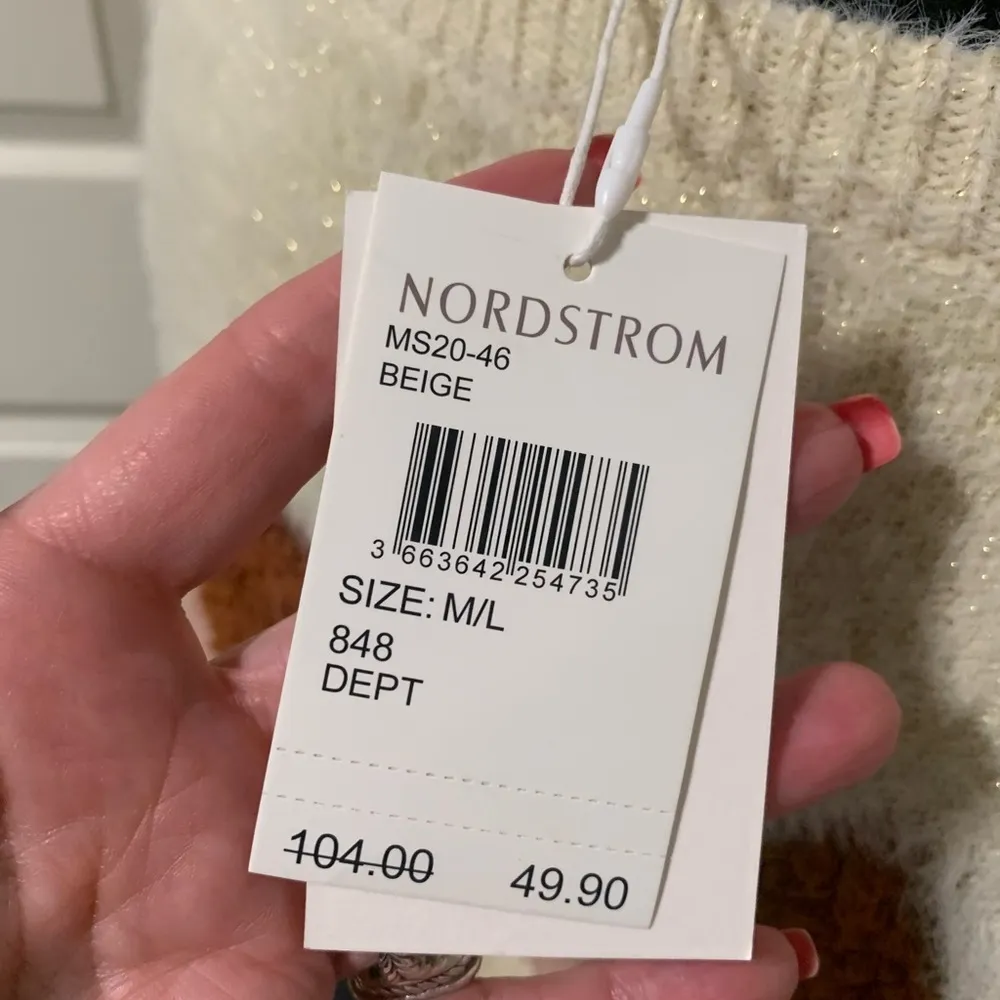 NORDSTROM
MS20-46
BEIGE
3 663642 254735
SIZE: M/L
848
DEPT
104.00 49.90